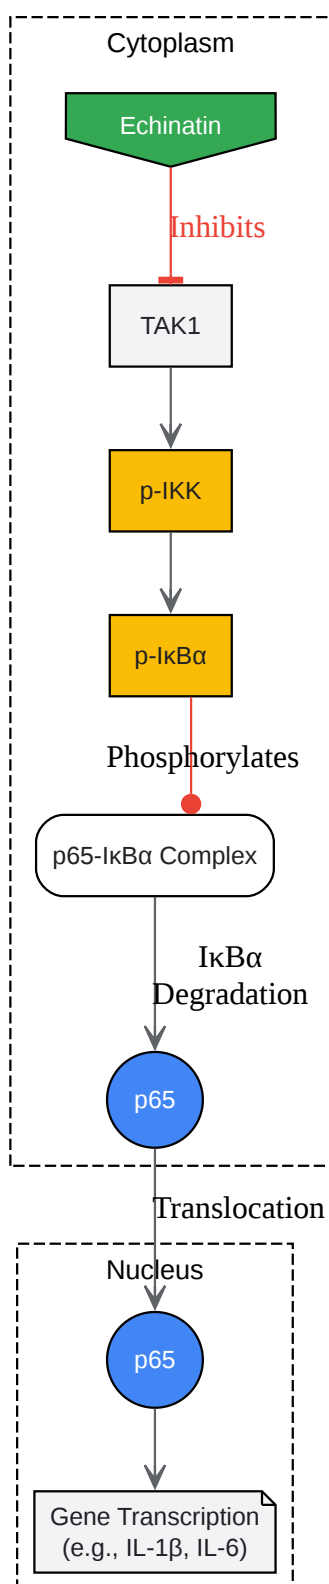 Cytoplasm
Echinatin
Inhibits
TAK1
p-IKK
p-IκBα
Phosphorylates
p65-IκBα Complex
IκBα
Degradation
p65
Translocation
Nucleus
p65
Gene Transcription
(e.g., IL-1β, IL-6)